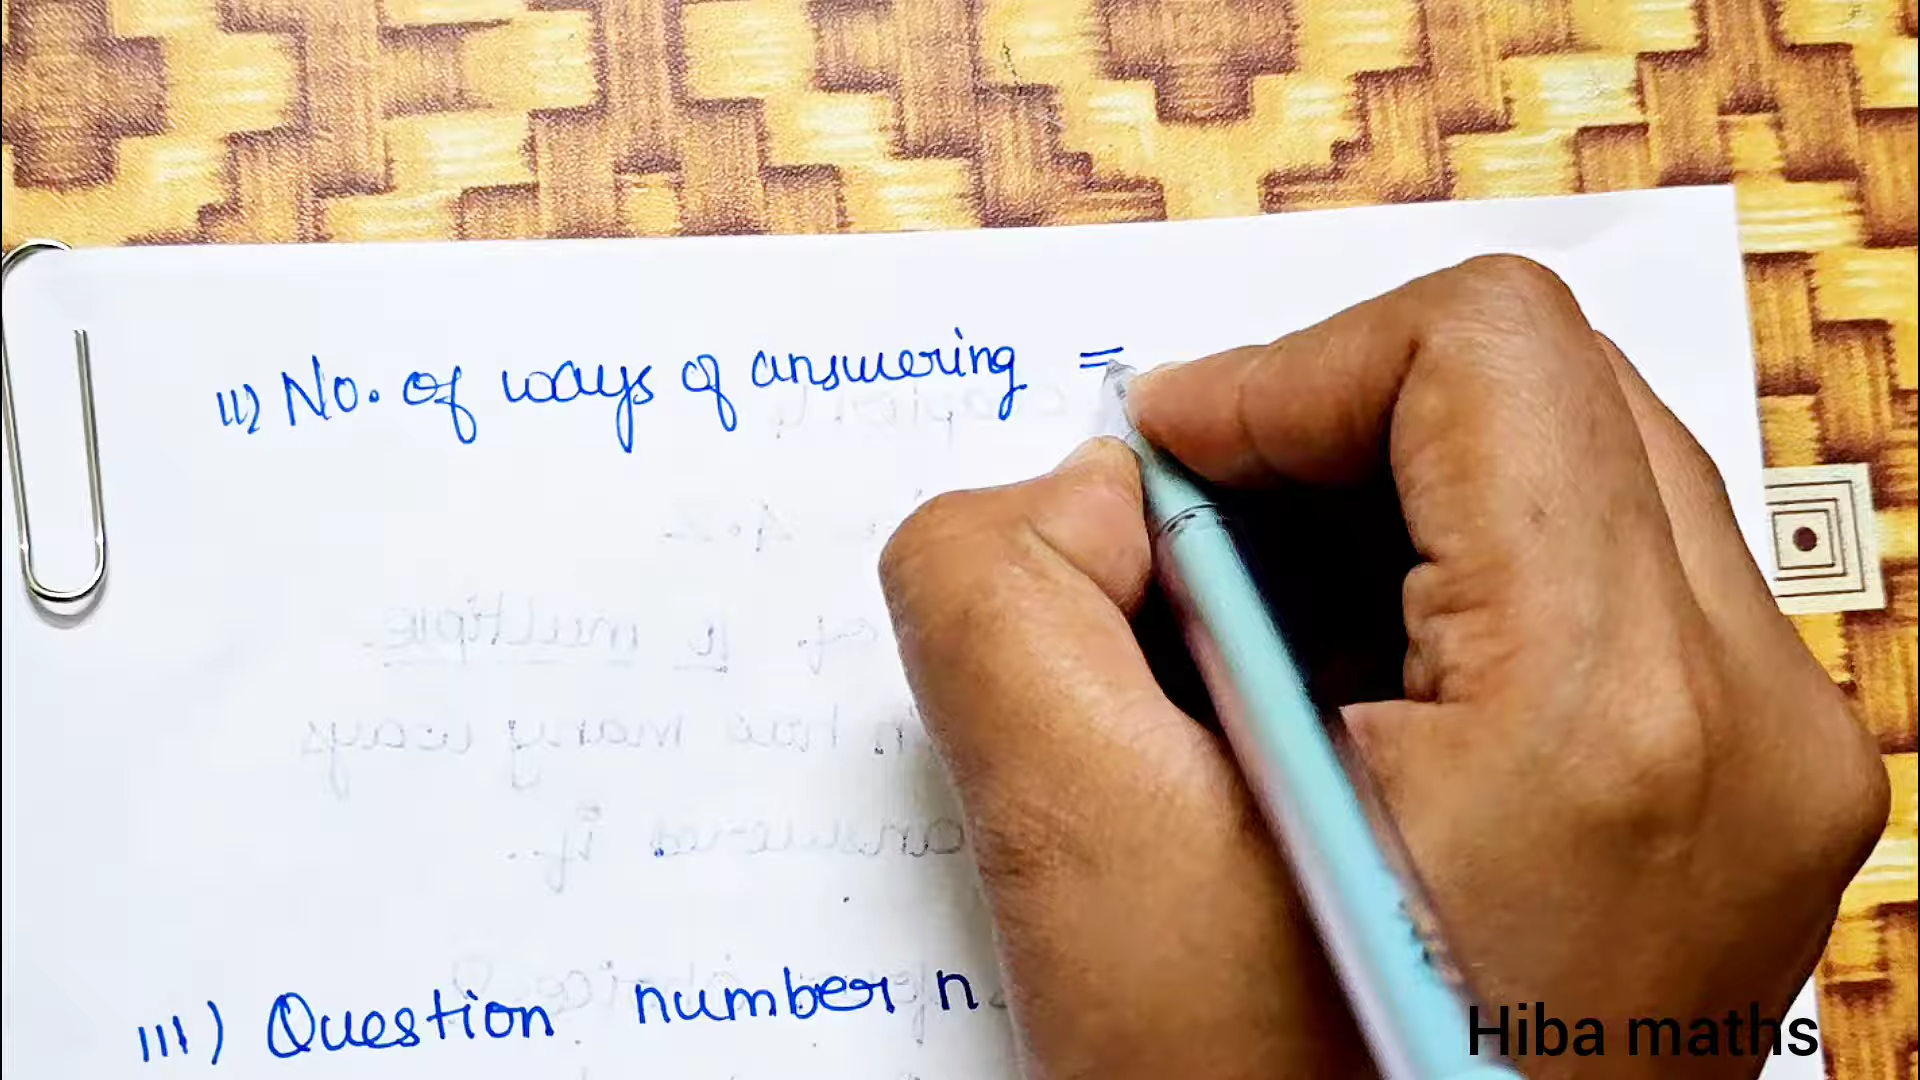 ii) No. of ways of answering =
iii) Question number n
Hiba maths